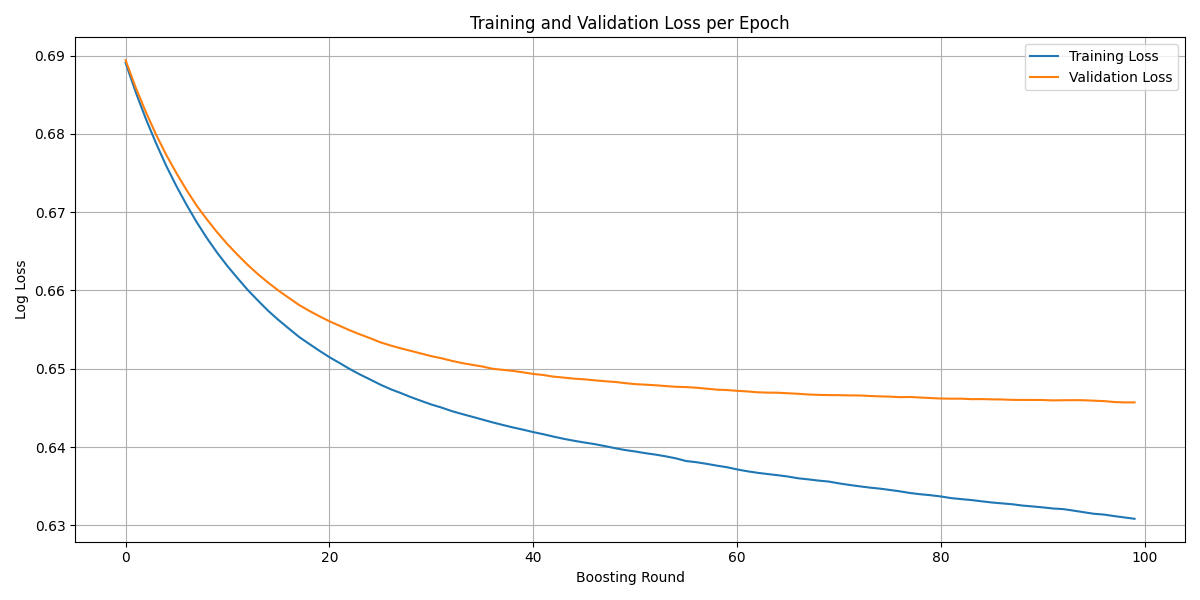 Training and Validation Loss per Epoch
Training Loss
Validation Loss
Log Loss
0.69
0.68
0.67
0.66
0.65
0.64
0.63
0 20 40 60 80 100
Boosting Round